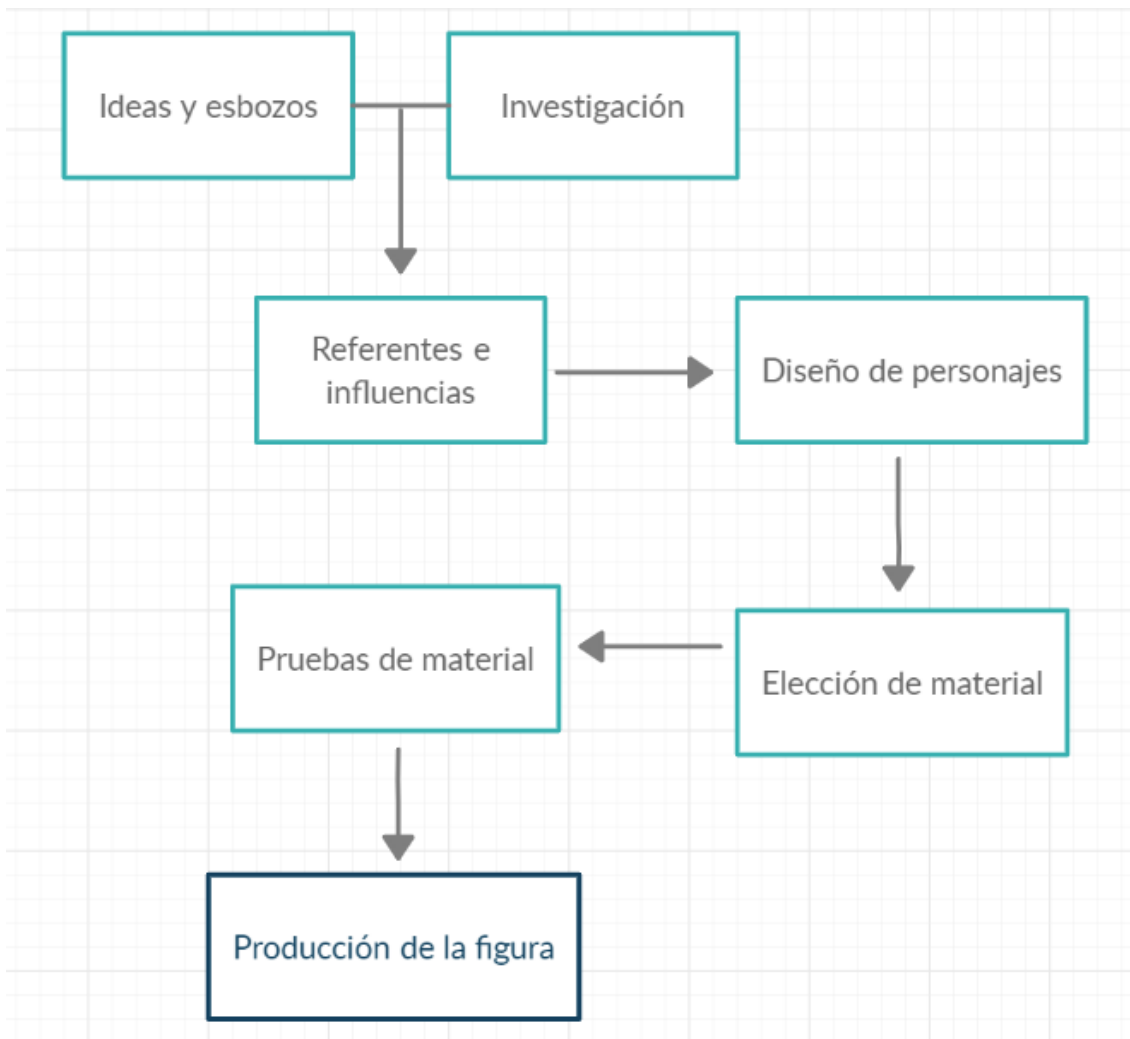 Ideas y esbozos
Investigación
Referentes e
influencias
Diseño de personajes
Pruebas de material
Elección de material
Producción de la figura